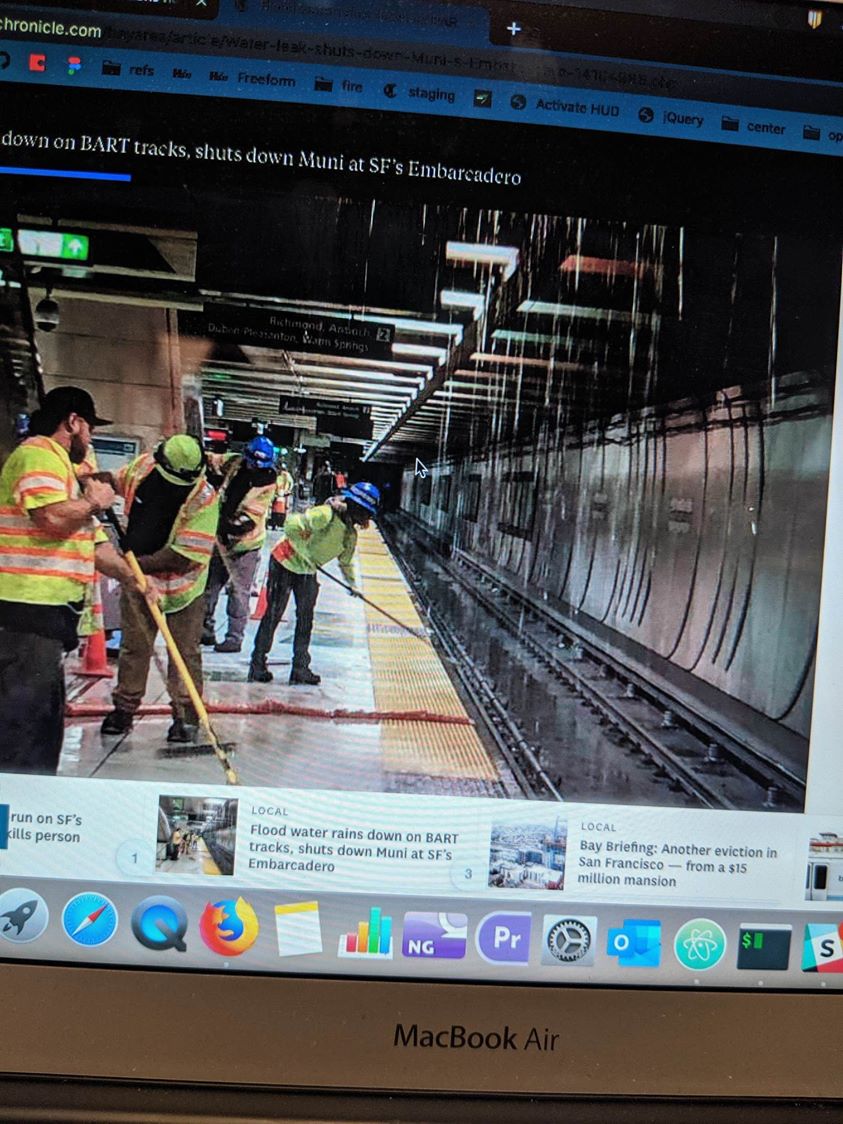 chronicle.com
refs
Freeform
fire
staging
Activate HUD
jQuery
center
op
down on BART tracks, shuts down Muni at SF's Embarcadero
Richmond, Antioch 2
Dublin-Pleasanton, Warm Springs
run on SF's
kills person
1
LOCAL
Flood water rains down on BART
tracks, shuts down Muni at SF's
Embarcadero
3
LOCAL
Bay Briefing: Another eviction in
San Francisco — from a $15
million mansion
NG
Pr
O
$
S
MacBook Air